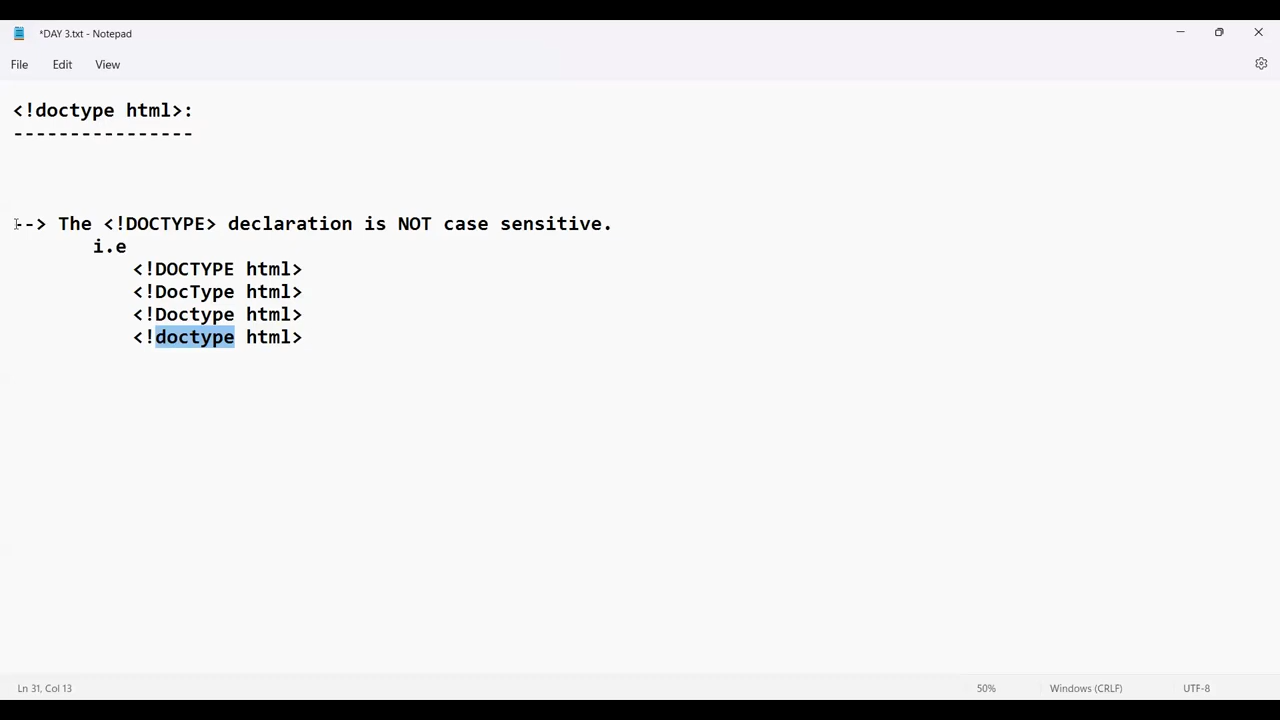 *DAY 3.txt - Notepad
File Edit View
<!doctype html>:
----------------
--> The <!DOCTYPE> declaration is NOT case sensitive.
i.e
<!DOCTYPE html>
<!DocType html>
<!Doctype html>
<!doctype html>
Ln 31, Col 13 50% Windows (CRLF) UTF-8